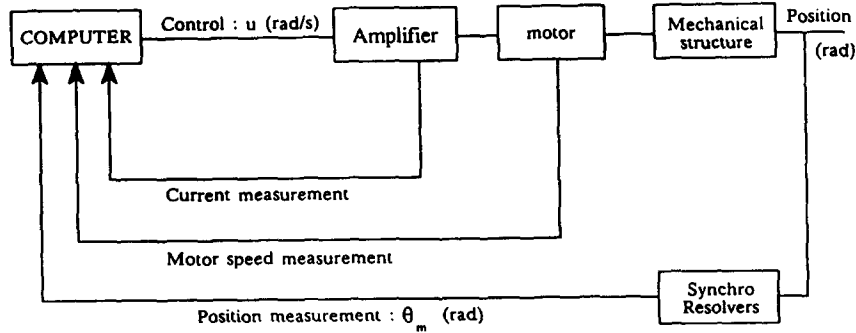 COMPUTER
Control : u (rad/s)
Amplifier
motor
Mechanical
structure
Position
(rad)
Current measurement
Motor speed measurement
Synchro
Resolvers
Position measurement : θm (rad)